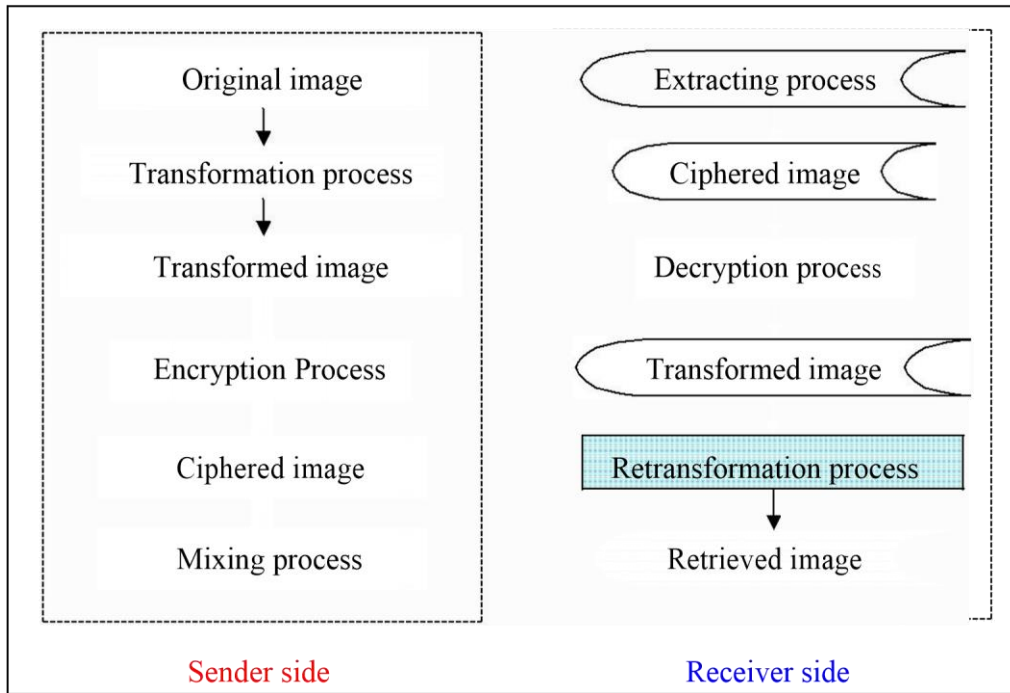 Original image
Transformation process
Transformed image
Encryption Process
Ciphered image
Mixing process
Sender side
Extracting process
Ciphered image
Decryption process
Transformed image
Retransformation process
Retrieved image
Receiver side